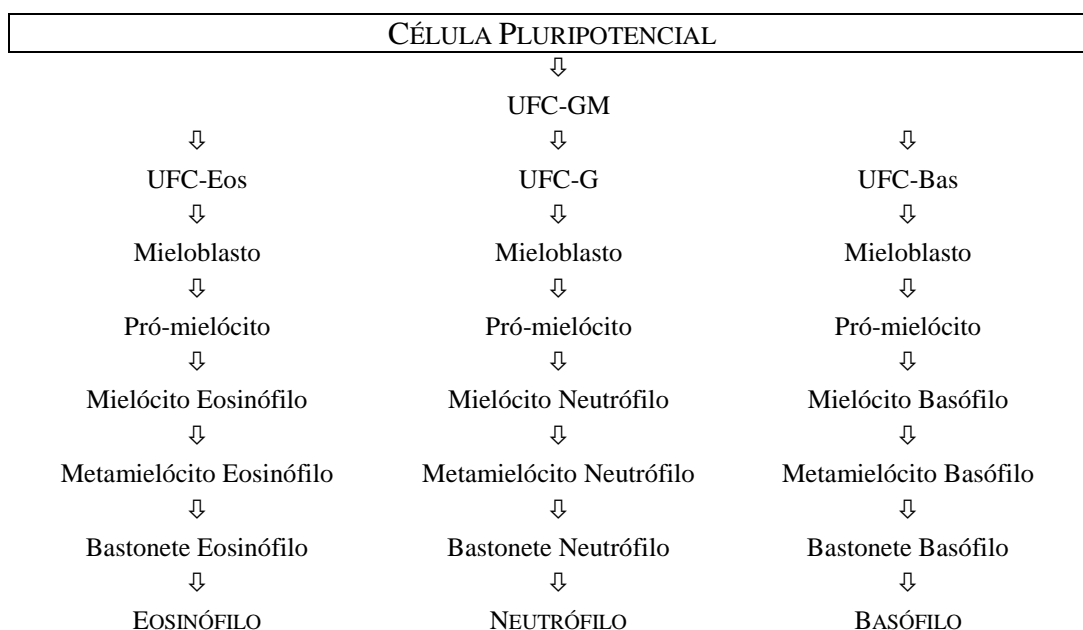 CÉLULA PLURIPOTENCIAL
⇩
UFC-GM
⇩ ⇩ ⇩
UFC-Eos UFC-G UFC-Bas
⇩ ⇩ ⇩
Mieloblasto Mieloblasto Mieloblasto
⇩ ⇩ ⇩
Pró-mielócito Pró-mielócito Pró-mielócito
⇩ ⇩ ⇩
Mielócito Eosinófilo Mielócito Neutrófilo Mielócito Basófilo
⇩ ⇩ ⇩
Metamielócito Eosinófilo Metamielócito Neutrófilo Metamielócito Basófilo
⇩ ⇩ ⇩
Bastonete Eosinófilo Bastonete Neutrófilo Bastonete Basófilo
⇩ ⇩ ⇩
EOSINÓFILO NEUTRÓFILO BASÓFILO